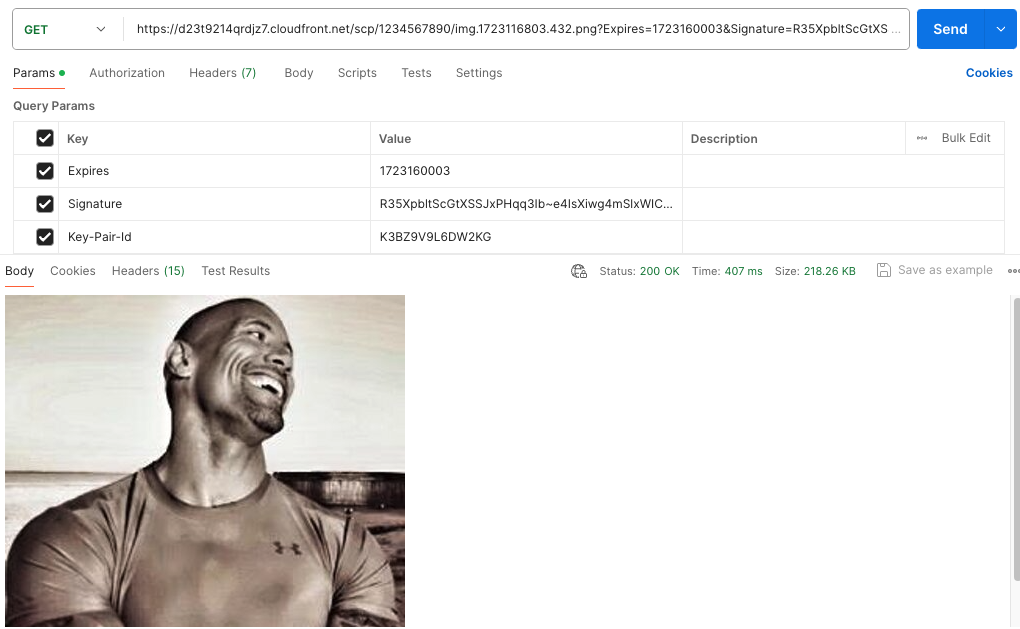 GET https://d23t9214qrdjz7.cloudfront.net/scp/1234567890/img.1723116803.432.png?Expires=1723160003&Signature=R35XpbltScGtXS ... Send
Params Authorization Headers (7) Body Scripts Tests Settings Cookies
Query Params
Key Value Description Bulk Edit
Expires 1723160003
Signature R35XpbltScGtXSSJxPHqq3Ib~e4lsXiwg4mSlxWlC...
Key-Pair-Id K3BZ9V9L6DW2KG
Body Cookies Headers (15) Test Results Status: 200 OK Time: 407 ms Size: 218.26 KB Save as example